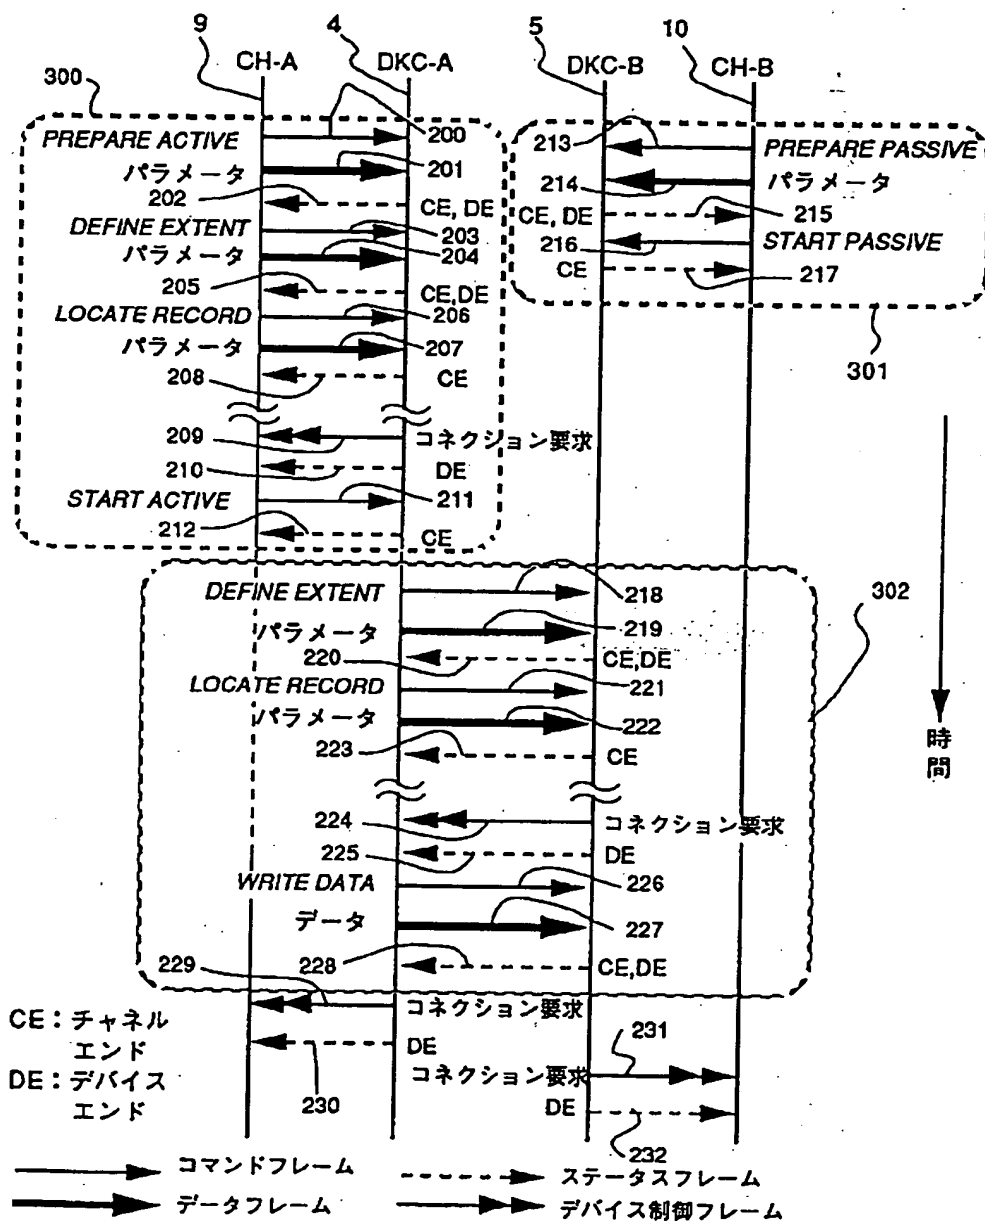 9 4 5 10
CH-A DKC-A DKC-B CH-B
300
PREPARE ACTIVE 200
パラメータ 201
202 CE, DE
DEFINE EXTENT 203
パラメータ 204
205 CE,DE
LOCATE RECORD 206
パラメータ 207
208 CE
209 コネクション要求
210 DE
START ACTIVE 211
212 CE
213 PREPARE PASSIVE
214 パラメータ
CE, DE 215
216 START PASSIVE
CE 217
301
DEFINE EXTENT 218
302
パラメータ 219
220 CE,DE
LOCATE RECORD 221
パラメータ 222
223 CE
時間
224 コネクション要求
225 DE
WRITE DATA 226
データ 227
228 CE,DE
229 コネクション要求
DE
230
コネクション要求 231
DE
232
CE：チャネル
エンド
DE：デバイス
エンド
コマンドフレーム
ステータスフレーム
データフレーム
デバイス制御フレーム